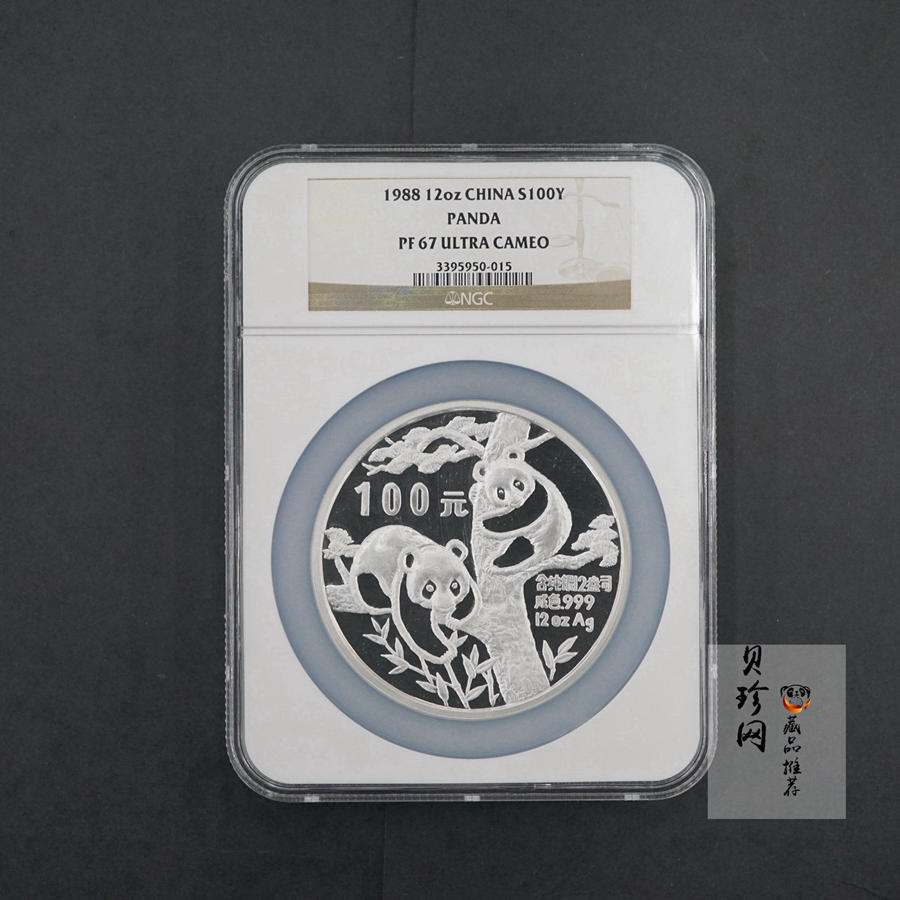 1988 12oz CHINA S100Y
PANDA
PF 67 ULTRA CAMEO
3395950-015
NGC
100元
含纯银12盎司
成色.999
12 oz Ag
贝珍网
藏品推荐